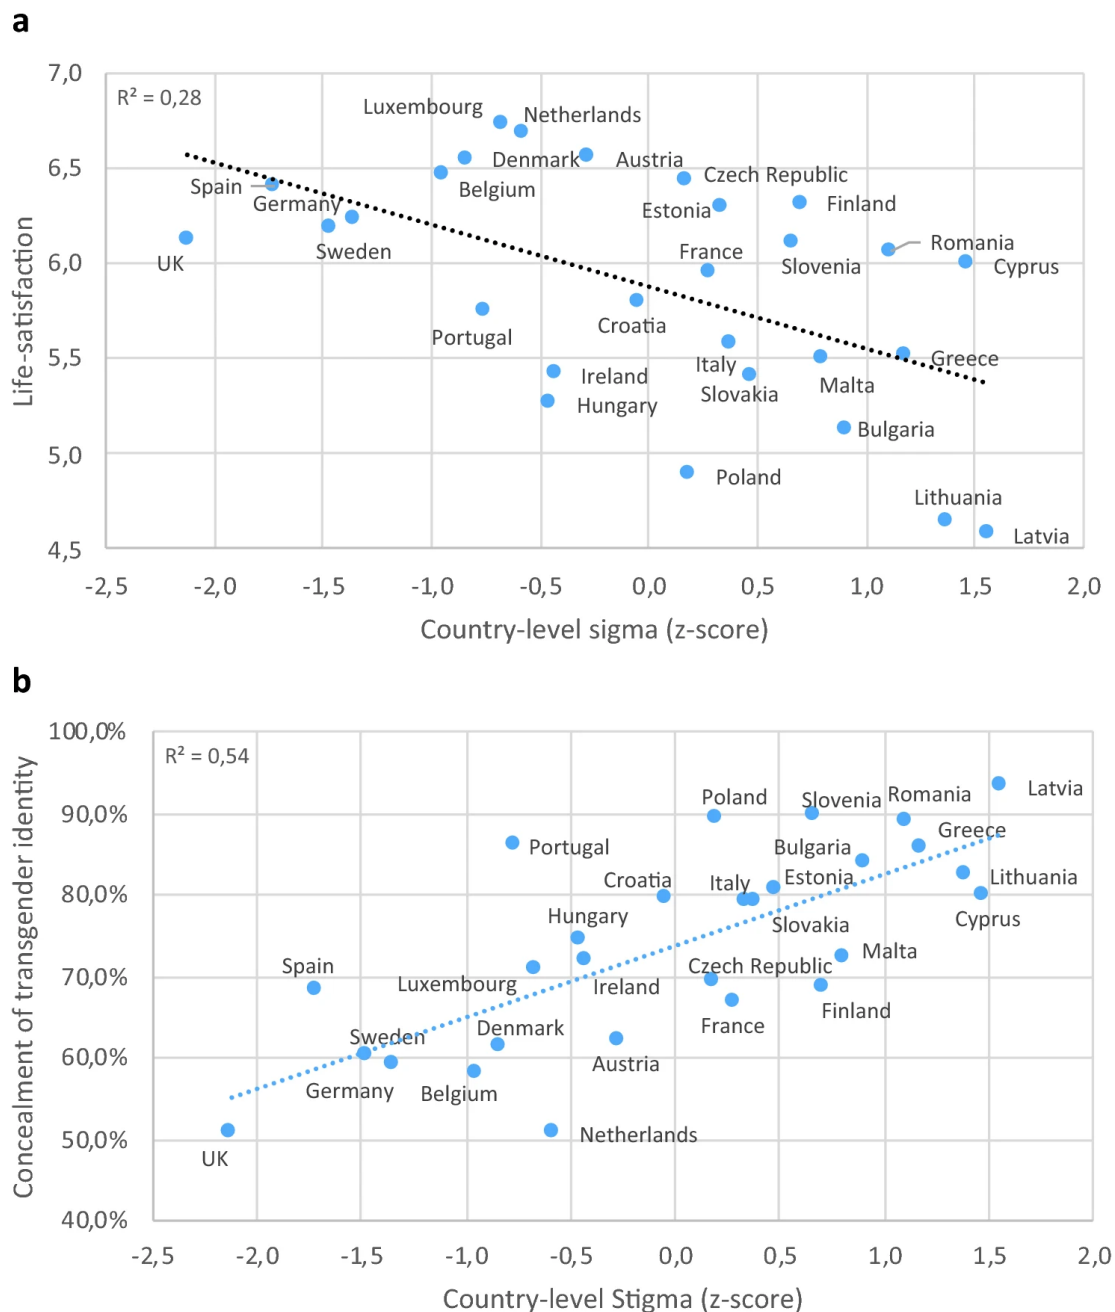 a
7,0
R² = 0,28
Luxembourg
Netherlands
6,5
Spain
Denmark
Austria
Czech Republic
Belgium
Germany
Estonia
Finland
Sweden
France
Romania
6,0
UK
Slovenia
Cyprus
Portugal
Croatia
5,5
Italy
Greece
Ireland
Malta
Hungary
Slovakia
Bulgaria
5,0
Poland
Lithuania
4,5
Latvia
Life-satisfaction
-2,5 -2,0 -1,5 -1,0 -0,5 0,0 0,5 1,0 1,5 2,0
Country-level sigma (z-score)
b
100,0%
R² = 0,54
Latvia
Poland
Slovenia
Romania
90,0%
Greece
Portugal
Bulgaria
Croatia
Italy
Estonia
Lithuania
80,0%
Hungary
Slovakia
Cyprus
Malta
Spain
Luxembourg
Czech Republic
70,0%
Ireland
Finland
Sweden
Denmark
France
60,0%
Austria
Germany
Belgium
50,0%
Netherlands
UK
40,0%
Concealment of transgender identity
-2,5 -2,0 -1,5 -1,0 -0,5 0,0 0,5 1,0 1,5 2,0
Country-level Stigma (z-score)